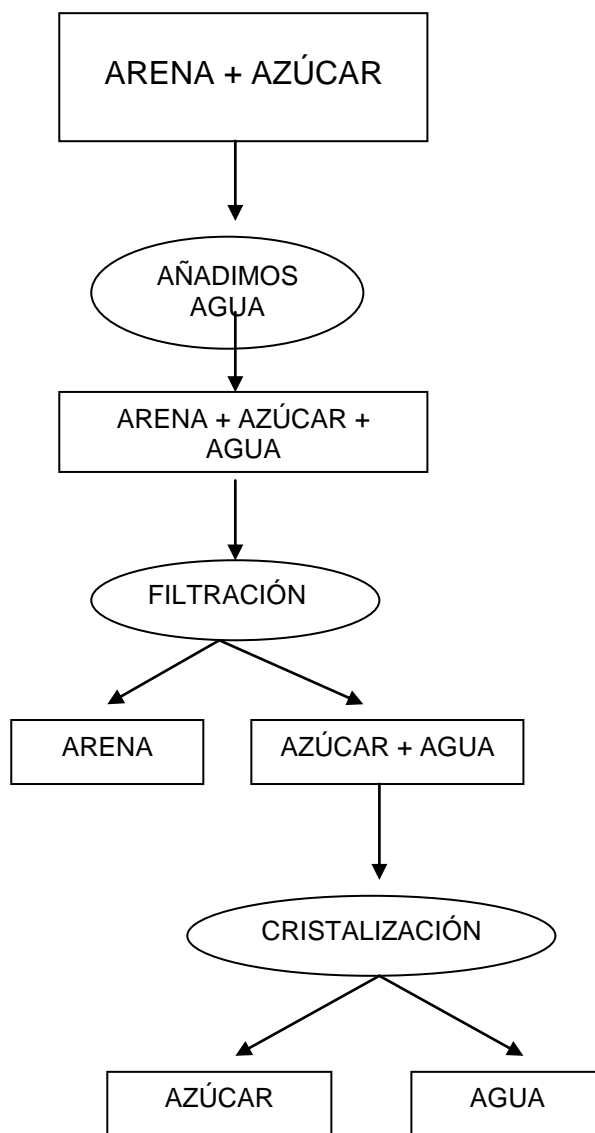 ARENA + AZÚCAR
AÑADIMOS
AGUA
ARENA + AZÚCAR +
AGUA
FILTRACIÓN
ARENA
AZÚCAR + AGUA
CRISTALIZACIÓN
AZÚCAR
AGUA